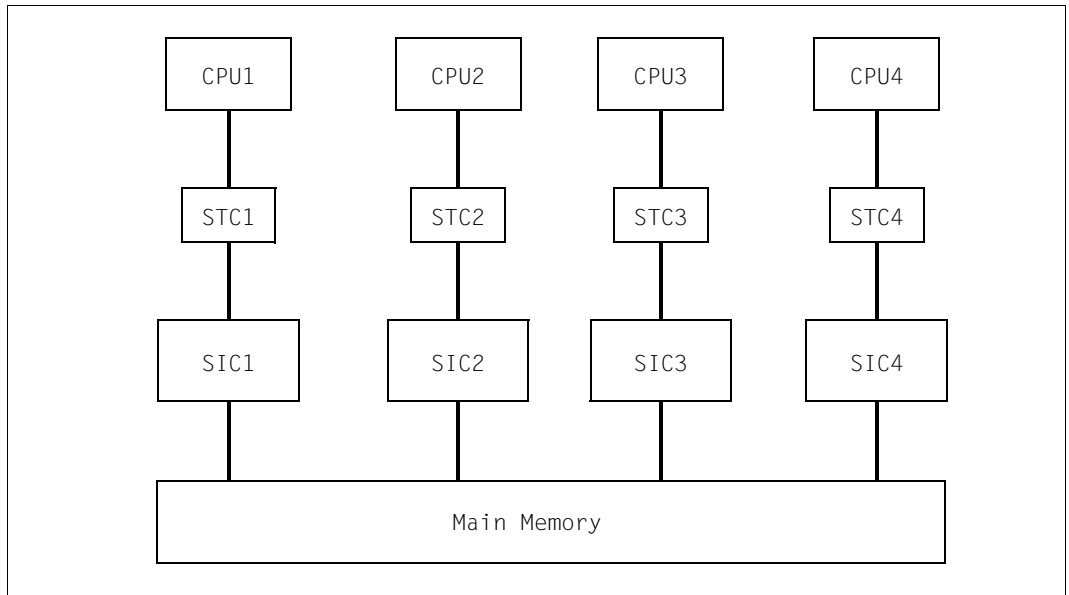 CPU1 CPU2 CPU3 CPU4
STC1 STC2 STC3 STC4
SIC1 SIC2 SIC3 SIC4
Main Memory